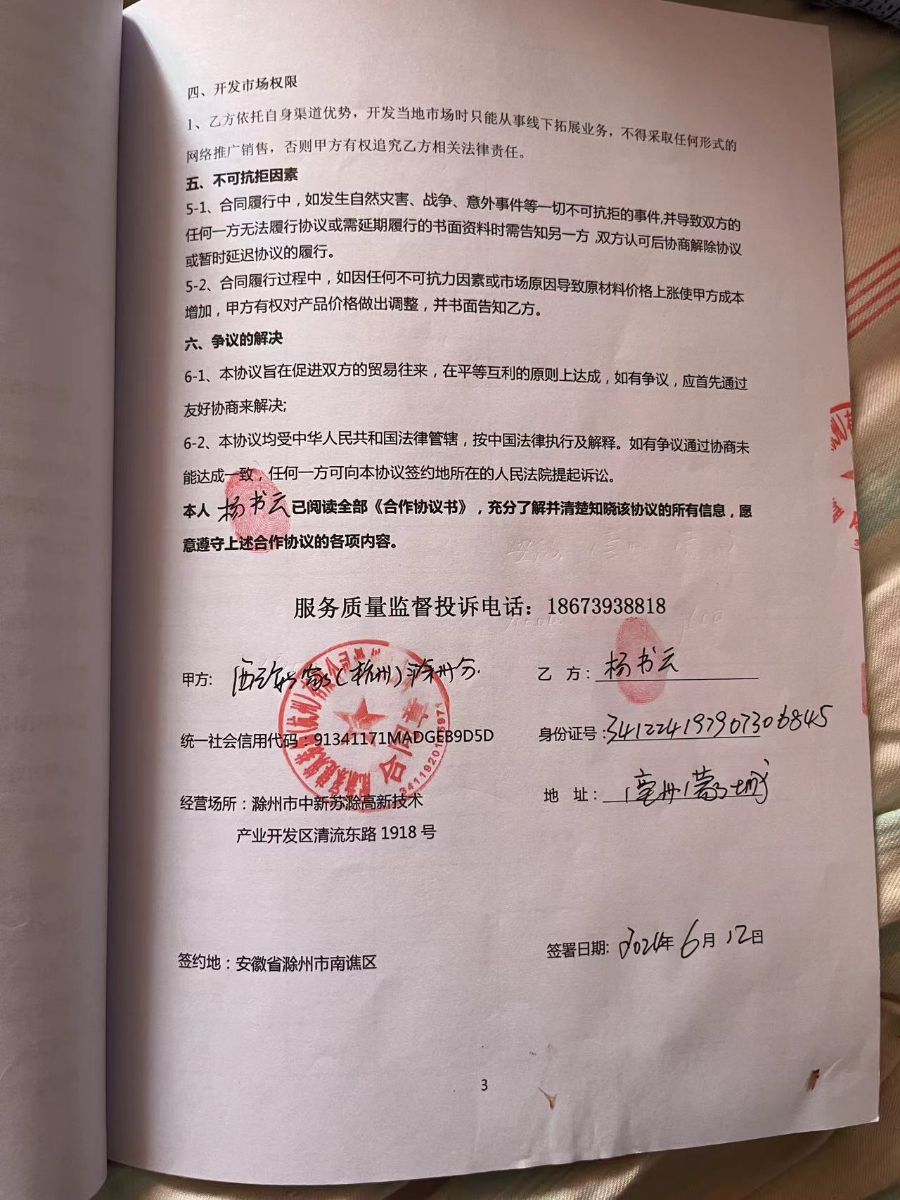 四、开发市场权限
1、乙方依托自身渠道优势，开发当地市场时只能从事线下拓展业务，不得采取任何形式的
网络推广销售，否则甲方有权追究乙方相关法律责任。
五、不可抗拒因素
5-1、合同履行中，如发生自然灾害、战争、意外事件等一切不可抗拒的事件,并导致双方的
任何一方无法履行协议或需延期履行的书面资料时需告知另一方,双方认可后协商解除协议
或暂时延迟协议的履行。
5-2、合同履行过程中，如因任何不可抗力因素或市场原因导致原材料价格上涨使甲方成本
增加，甲方有权对产品价格做出调整，并书面告知乙方。
六、争议的解决
6-1、本协议旨在促进双方的贸易往来，在平等互利的原则上达成，如有争议，应首先通过
友好协商来解决;
6-2、本协议均受中华人民共和国法律管辖，按中国法律执行及解释。如有争议通过协商未
能达成一致，任何一方可向本协议签约地所在的人民法院提起诉讼。
本人 杨书云 已阅读全部《合作协议书》，充分了解并清楚知晓该协议的所有信息，愿
意遵守上述合作协议的各项内容。
服务质量监督投诉电话：18673939818
甲方: (杭州)滁州分
乙 方：杨书云
统一社会信用代码：91341171MADGEB9D5D
身份证号：341224197907306845
经营场所：滁州市中新苏滁高新技术
产业开发区清流东路 1918 号
地 址：亳州蒙城
签约地：安徽省滁州市南谯区
签署日期: 2024年 6月 12日
合同章
3